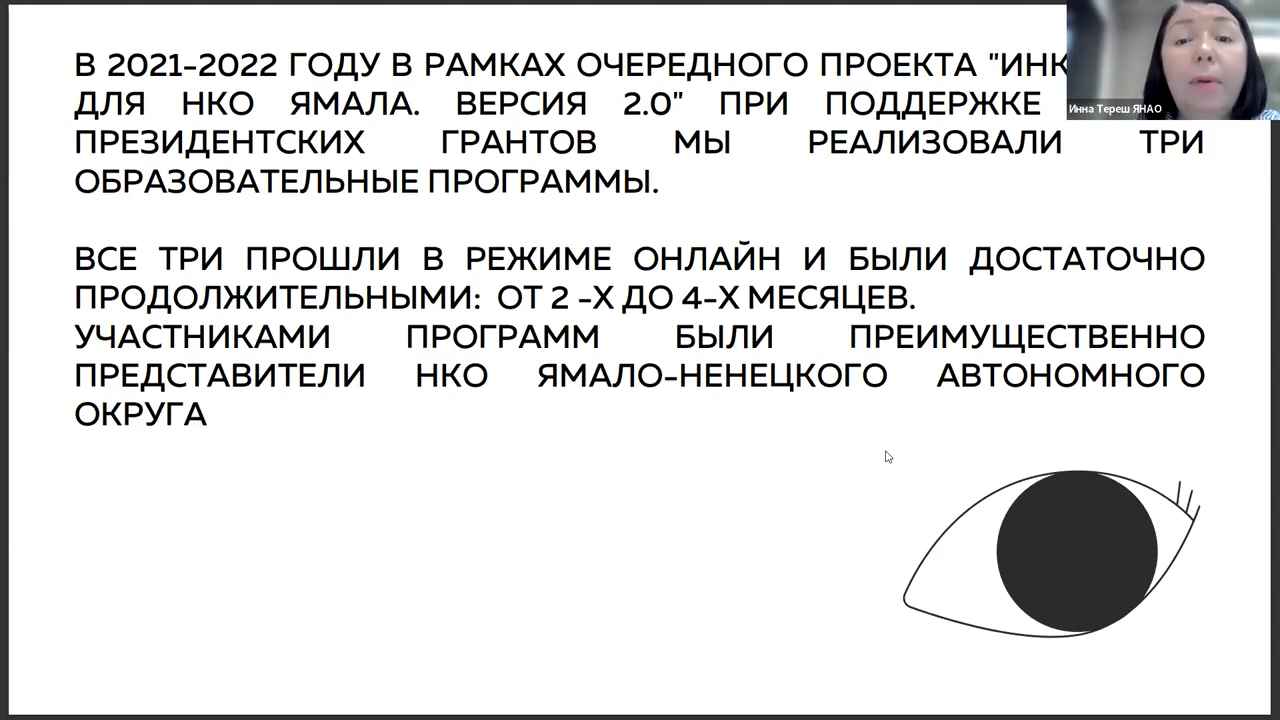 В 2021-2022 ГОДУ В РАМКАХ ОЧЕРЕДНОГО ПРОЕКТА
ДЛЯ НКО ЯМАЛА. ВЕРСИЯ 2.0" ПРИ ПОДДЕРЖКЕ
ПРЕЗИДЕНТСКИХ ГРАНТОВ МЫ РЕАЛИЗОВАЛИ ТРИ
ОБРАЗОВАТЕЛЬНЫЕ ПРОГРАММЫ.
ВСЕ ТРИ ПРОШЛИ В РЕЖИМЕ ОНЛАЙН И БЫЛИ ДОСТАТОЧНО
ПРОДОЛЖИТЕЛЬНЫМИ: ОТ 2 -Х ДО 4-Х МЕСЯЦЕВ.
УЧАСТНИКАМИ ПРОГРАММ БЫЛИ ПРЕИМУЩЕСТВЕННО
ПРЕДСТАВИТЕЛИ НКО ЯМАЛО-НЕНЕЦКОГО АВТОНОМНОГО
ОКРУГА
Инна Тереш ЯНАО